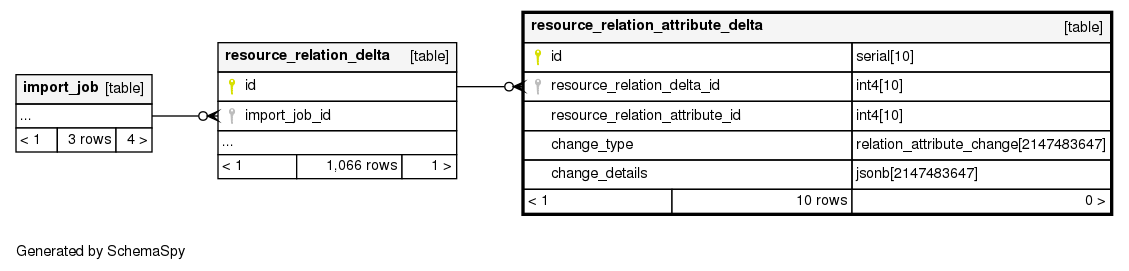 import_job [table]
...
< 1 3 rows 4 >
resource_relation_delta [table]
id
import_job_id
...
< 1 1,066 rows 1 >
resource_relation_attribute_delta [table]
id serial[10]
resource_relation_delta_id int4[10]
resource_relation_attribute_id int4[10]
change_type relation_attribute_change[2147483647]
change_details jsonb[2147483647]
< 1 10 rows 0 >
Generated by SchemaSpy